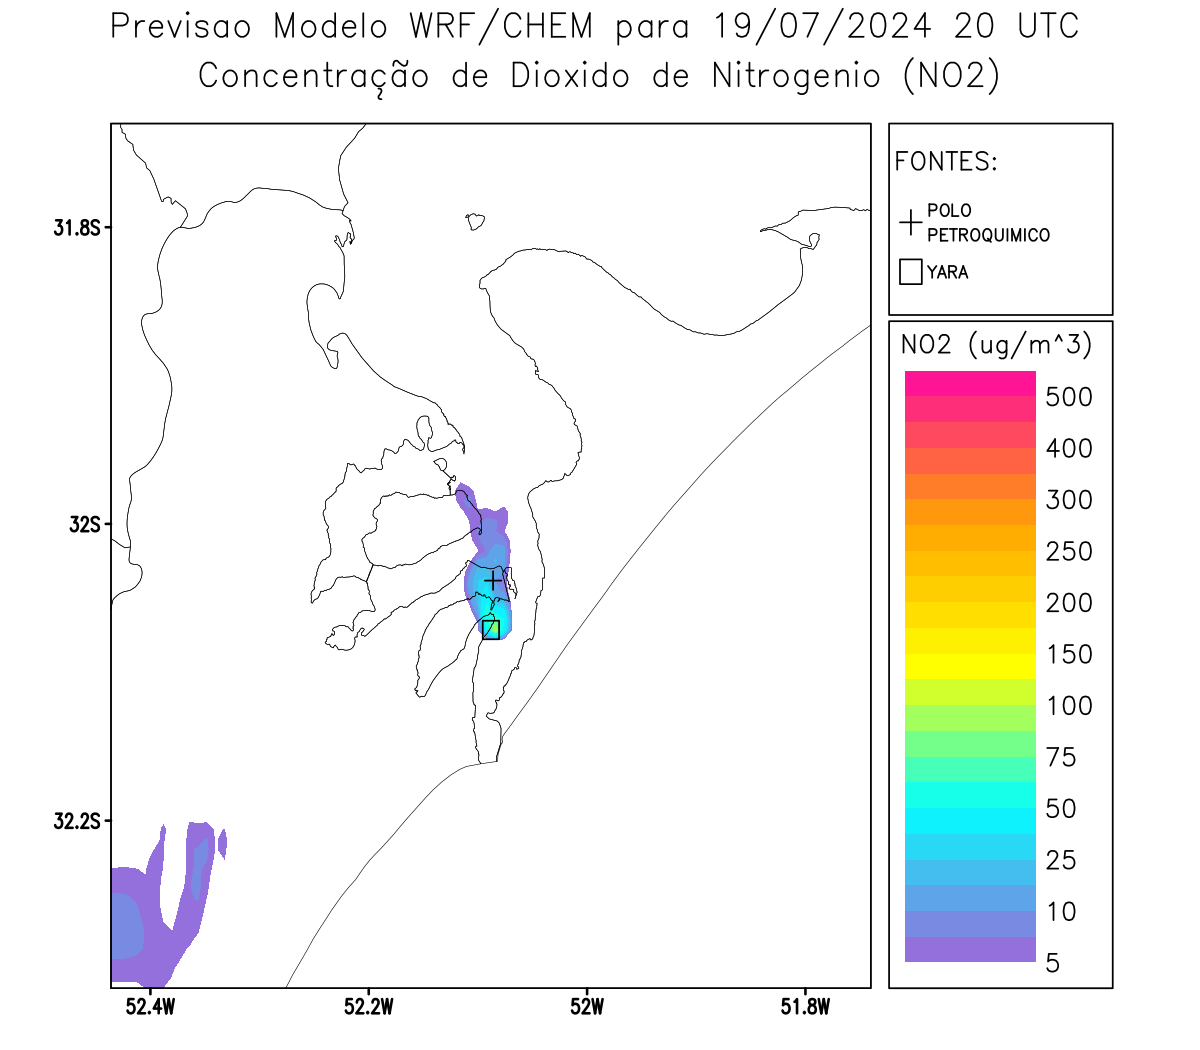 Previsao Modelo WRF/CHEM para 19/07/2024 20 UTC
Concentração de Dioxido de Nitrogenio (NO2)
FONTES:
POLO
PETROQUIMICO
YARA
NO2 (ug/m^3)
500
400
300
250
200
150
100
75
50
25
10
5
31.8S
32S
32.2S
52.4W
52.2W
52W
51.8W